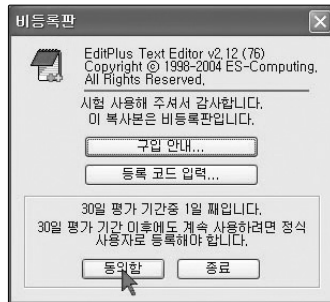 비등록판
EditPlus Text Editor v2,12 (76)
Copyright © 1998-2004 ES-Computing,
All Rights Reserved,
시험 사용해 주셔서 감사합니다.
이 복사본은 비등록판입니다.
구입 안내...
등록 코드 입력...
30일 평가 기간중 1일 째입니다.
30일 평가 기간 이후에도 계속 사용하려면 정식
사용자로 등록해야 합니다.
동의함
종료